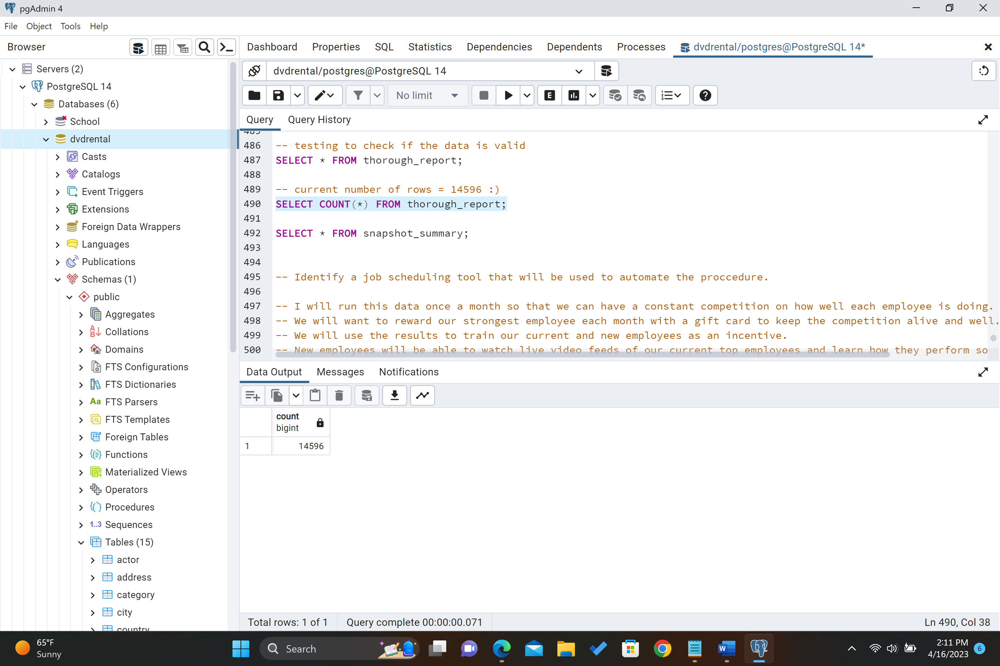 pgAdmin 4
File Object Tools Help
Browser
Dashboard Properties SQL Statistics Dependencies Dependents Processes dvdrental/postgres@PostgreSQL 14*
Servers (2)
PostgreSQL 14
Databases (6)
School
dvdrental
Casts
Catalogs
Event Triggers
Extensions
Foreign Data Wrappers
Languages
Publications
Schemas (1)
public
Aggregates
Collations
Domains
FTS Configurations
FTS Dictionaries
Aa FTS Parsers
FTS Templates
Foreign Tables
Functions
Materialized Views
Operators
Procedures
1..3 Sequences
Tables (15)
actor
address
category
city
country
dvdrental/postgres@PostgreSQL 14
No limit
E
Query Query History
485
486 -- testing to check if the data is valid
487 SELECT * FROM thorough_report;
488
489 -- current number of rows = 14596 :)
490 SELECT COUNT(*) FROM thorough_report;
491
492 SELECT * FROM snapshot_summary;
493
494
495 -- Identify a job scheduling tool that will be used to automate the proccedure.
496
497 -- I will run this data once a month so that we can have a constant competition on how well each employee is doing.
498 -- We will want to reward our strongest employee each month with a gift card to keep the competition alive and well.
499 -- We will use the results to train our current and new employees as an incentive.
500 -- New employees will be able to watch live video feeds of our current top employees and learn how they perform so
Data Output Messages Notifications
count
bigint
1 14596
Total rows: 1 of 1 Query complete 00:00:00.071 Ln 490, Col 38
65°F
Sunny
Search
2:11 PM
4/16/2023
6